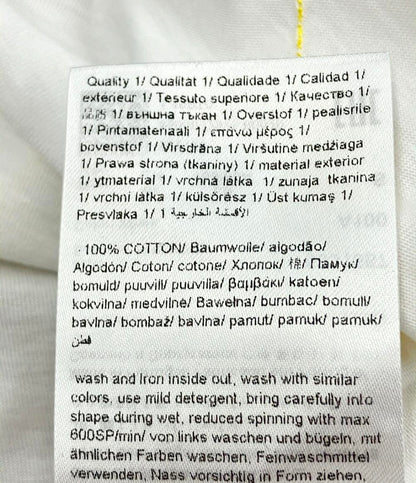 Quality 1/ Qualitat 1/ Qualidade 1/ Calidad 1/
extérieur 1/ Tessuto superiore 1/ Качество 1/
品质 1/ външна тъкан 1/ Overstof 1/ pealisriie
1/ Pintamateriaali 1/ επάνω μέρος 1/
bovenstof 1/ Virsdrāna 1/ Viršutinė medžiaga
1/ Prawa strona (tkaniny) 1/ material exterior
1/ ytmaterial 1/ vrchná látka 1/ zunaja tkanina
1/ vrchní látka 1/ külsőrész 1/ Üst kumaş 1/
Presvlaka 1/ الأقمشة الخارجية 1
· 100% COTTON/ Baumwolle/ algodão/
Algodón/ Coton/ cotone/ Хлопок/ 棉/ Памук/
bomuld/ puuvill/ puuvilla/ βαμβάκι/ katoen/
kokvilna/ medvilnė/ Bawełna/ bumbac/ bomull/
bavlna/ bombaž/ bavlna/ pamut/ pamuk/ pamuk/
قطن
wash and Iron inside out, wash with similar
colors, use mild detergent, bring carefully into
shape during wet, reduced spinning with max
600SP/min/ von links waschen und bügeln, mit
ähnlichen Farben waschen, Feinwaschmittel
verwenden, Nass vorsichtig in Form ziehen,